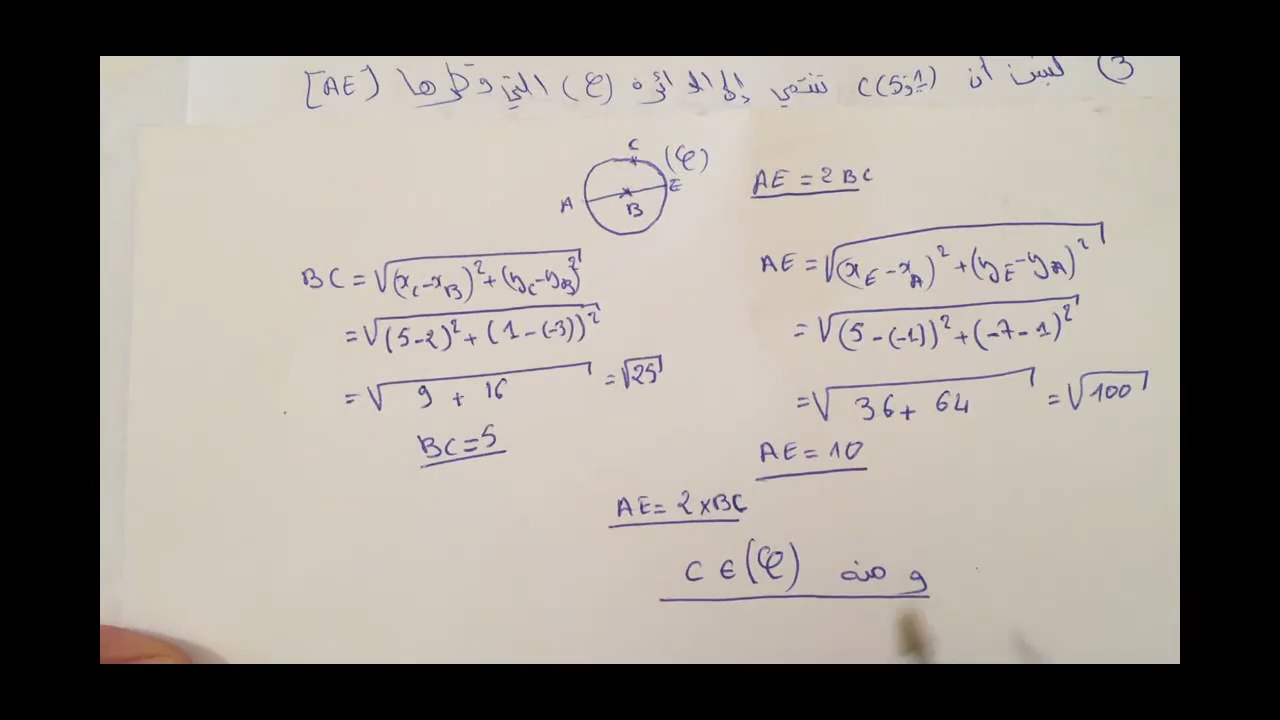 3) لنبين أن C(5;1) تنتمي إلى الدائرة (C) التي وقطرها [AE]
C
(C)
A
B
E
AE = 2BC
BC = √(x_C - x_B)² + (y_C - y_B)²
= √(5-2)² + (1-(-3))²
= √9 + 16 = √25
BC = 5
AE = √(x_E - x_A)² + (y_E - y_A)²
= √(5-(-1))² + (-7-1)²
= √36 + 64 = √100
AE = 10
AE = 2×BC
و منه C ∈ (C)